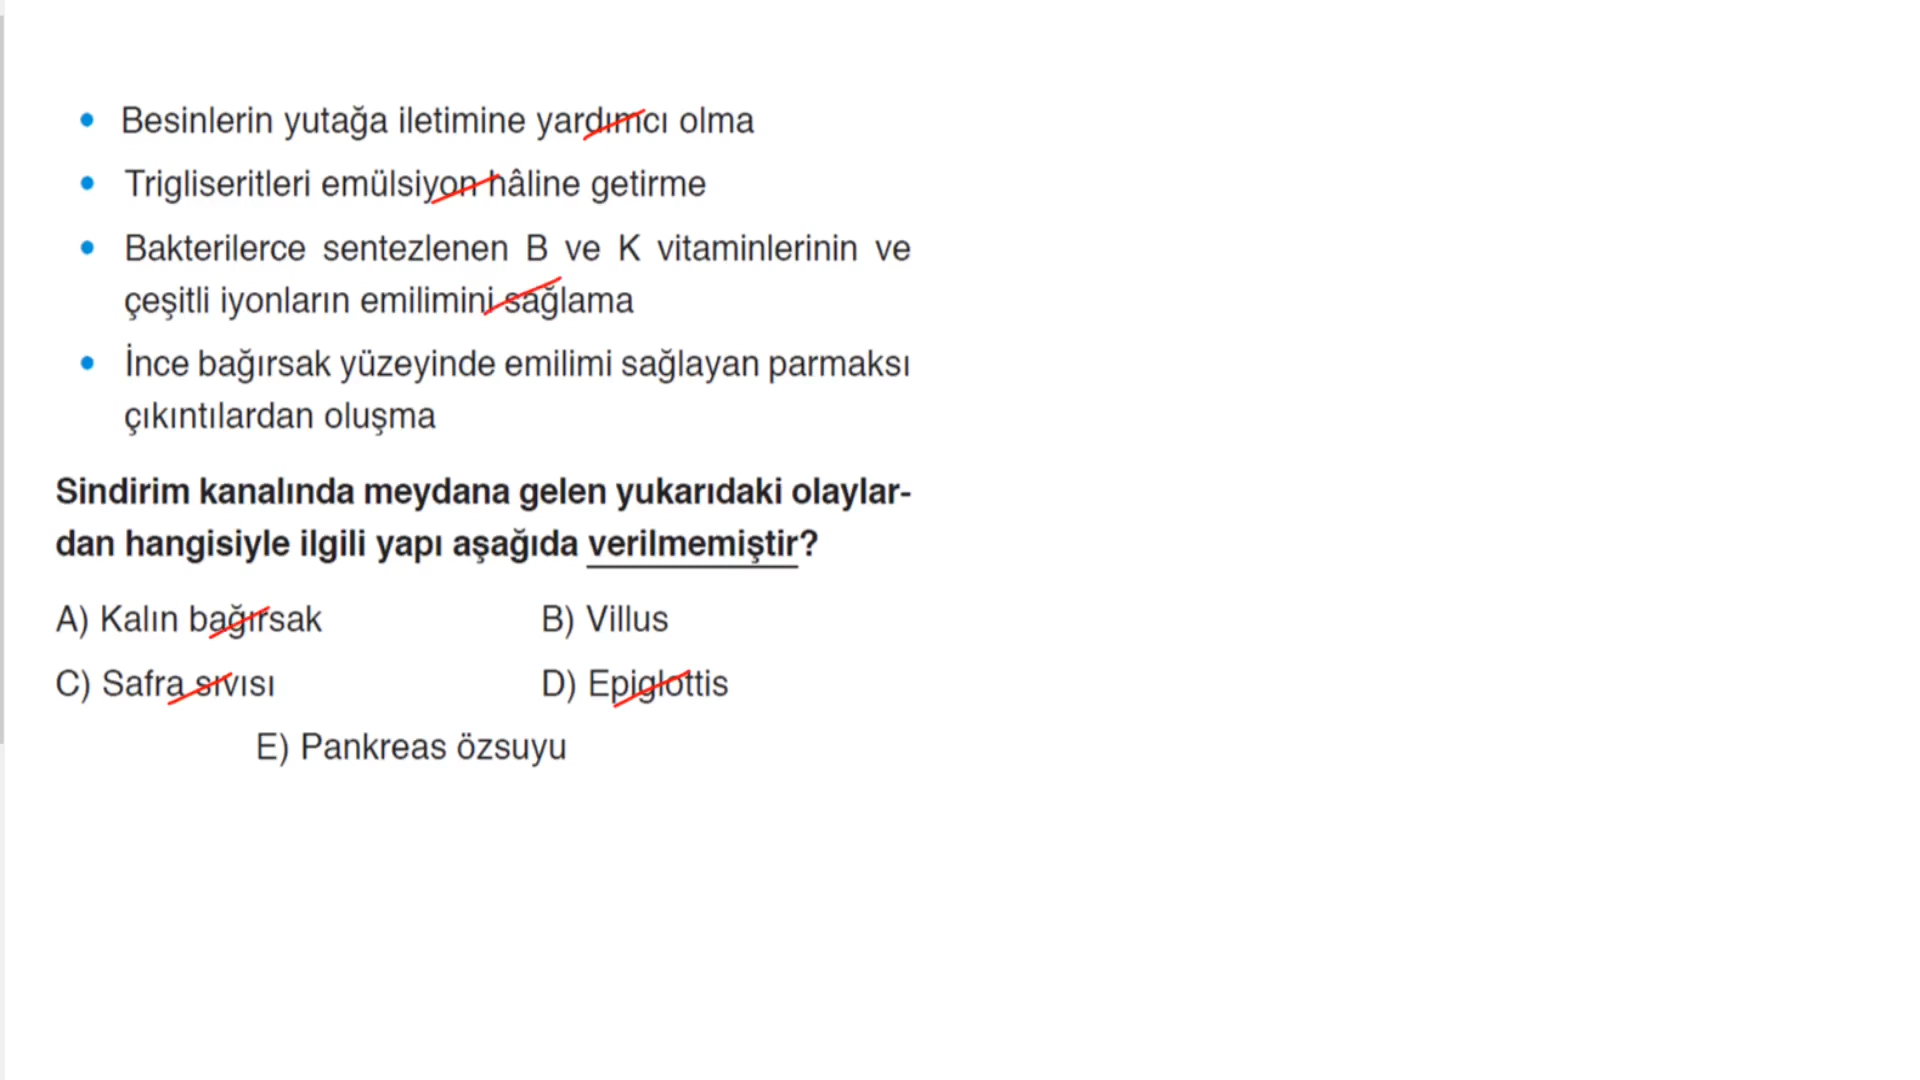 • Besinlerin yutağa iletimine yardımcı olma
• Trigliseritleri emülsiyon hâline getirme
• Bakterilerce sentezlenen B ve K vitaminlerinin ve
çeşitli iyonların emilimini sağlama
• İnce bağırsak yüzeyinde emilimi sağlayan parmaksı
çıkıntılardan oluşma
Sindirim kanalında meydana gelen yukarıdaki olaylar-
dan hangisiyle ilgili yapı aşağıda verilmemiştir?
A) Kalın bağırsak B) Villus
C) Safra sıvısı D) Epiglottis
E) Pankreas özsuyu